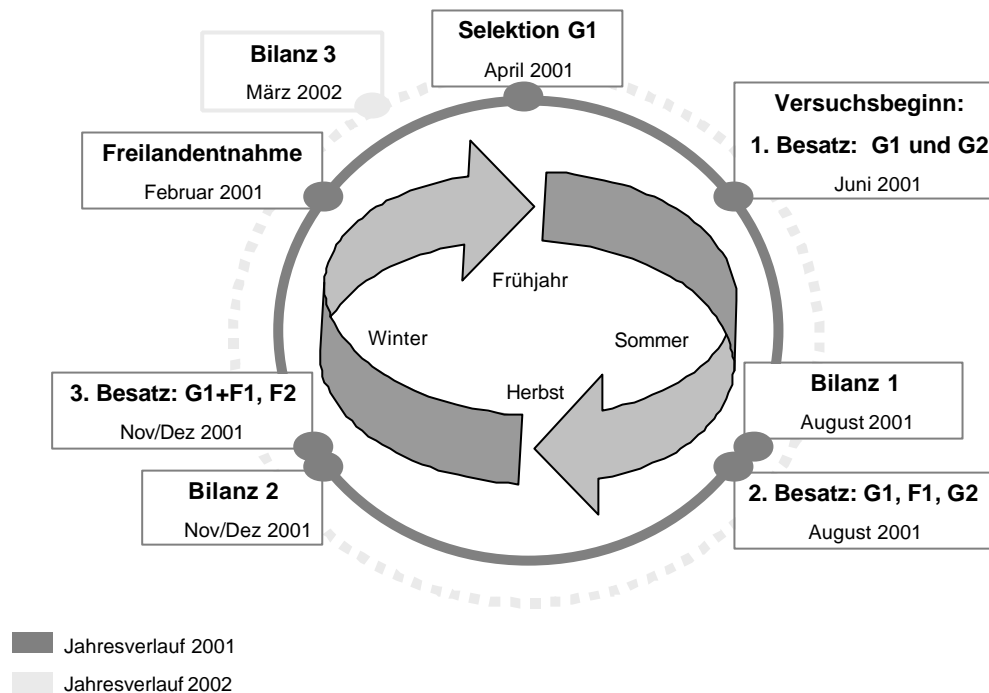 Selektion G1
April 2001
Bilanz 3
März 2002
Versuchsbeginn:
1. Besatz: G1 und G2
Juni 2001
Freilandentnahme
Februar 2001
Frühjahr
Winter
Sommer
Herbst
3. Besatz: G1+F1, F2
Nov/Dez 2001
Bilanz 1
August 2001
Bilanz 2
Nov/Dez 2001
2. Besatz: G1, F1, G2
August 2001
Jahresverlauf 2001
Jahresverlauf 2002